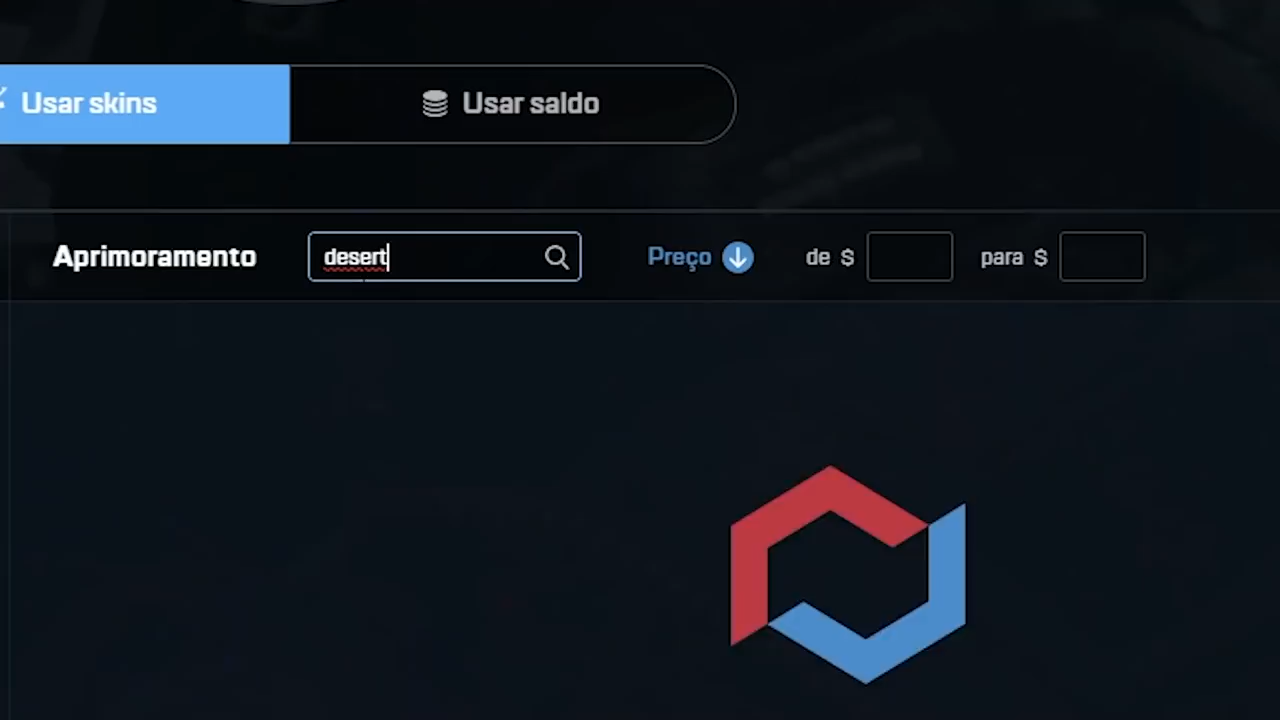 Usar skins
Usar saldo
Aprimoramento
desert
Preço
de $
para $